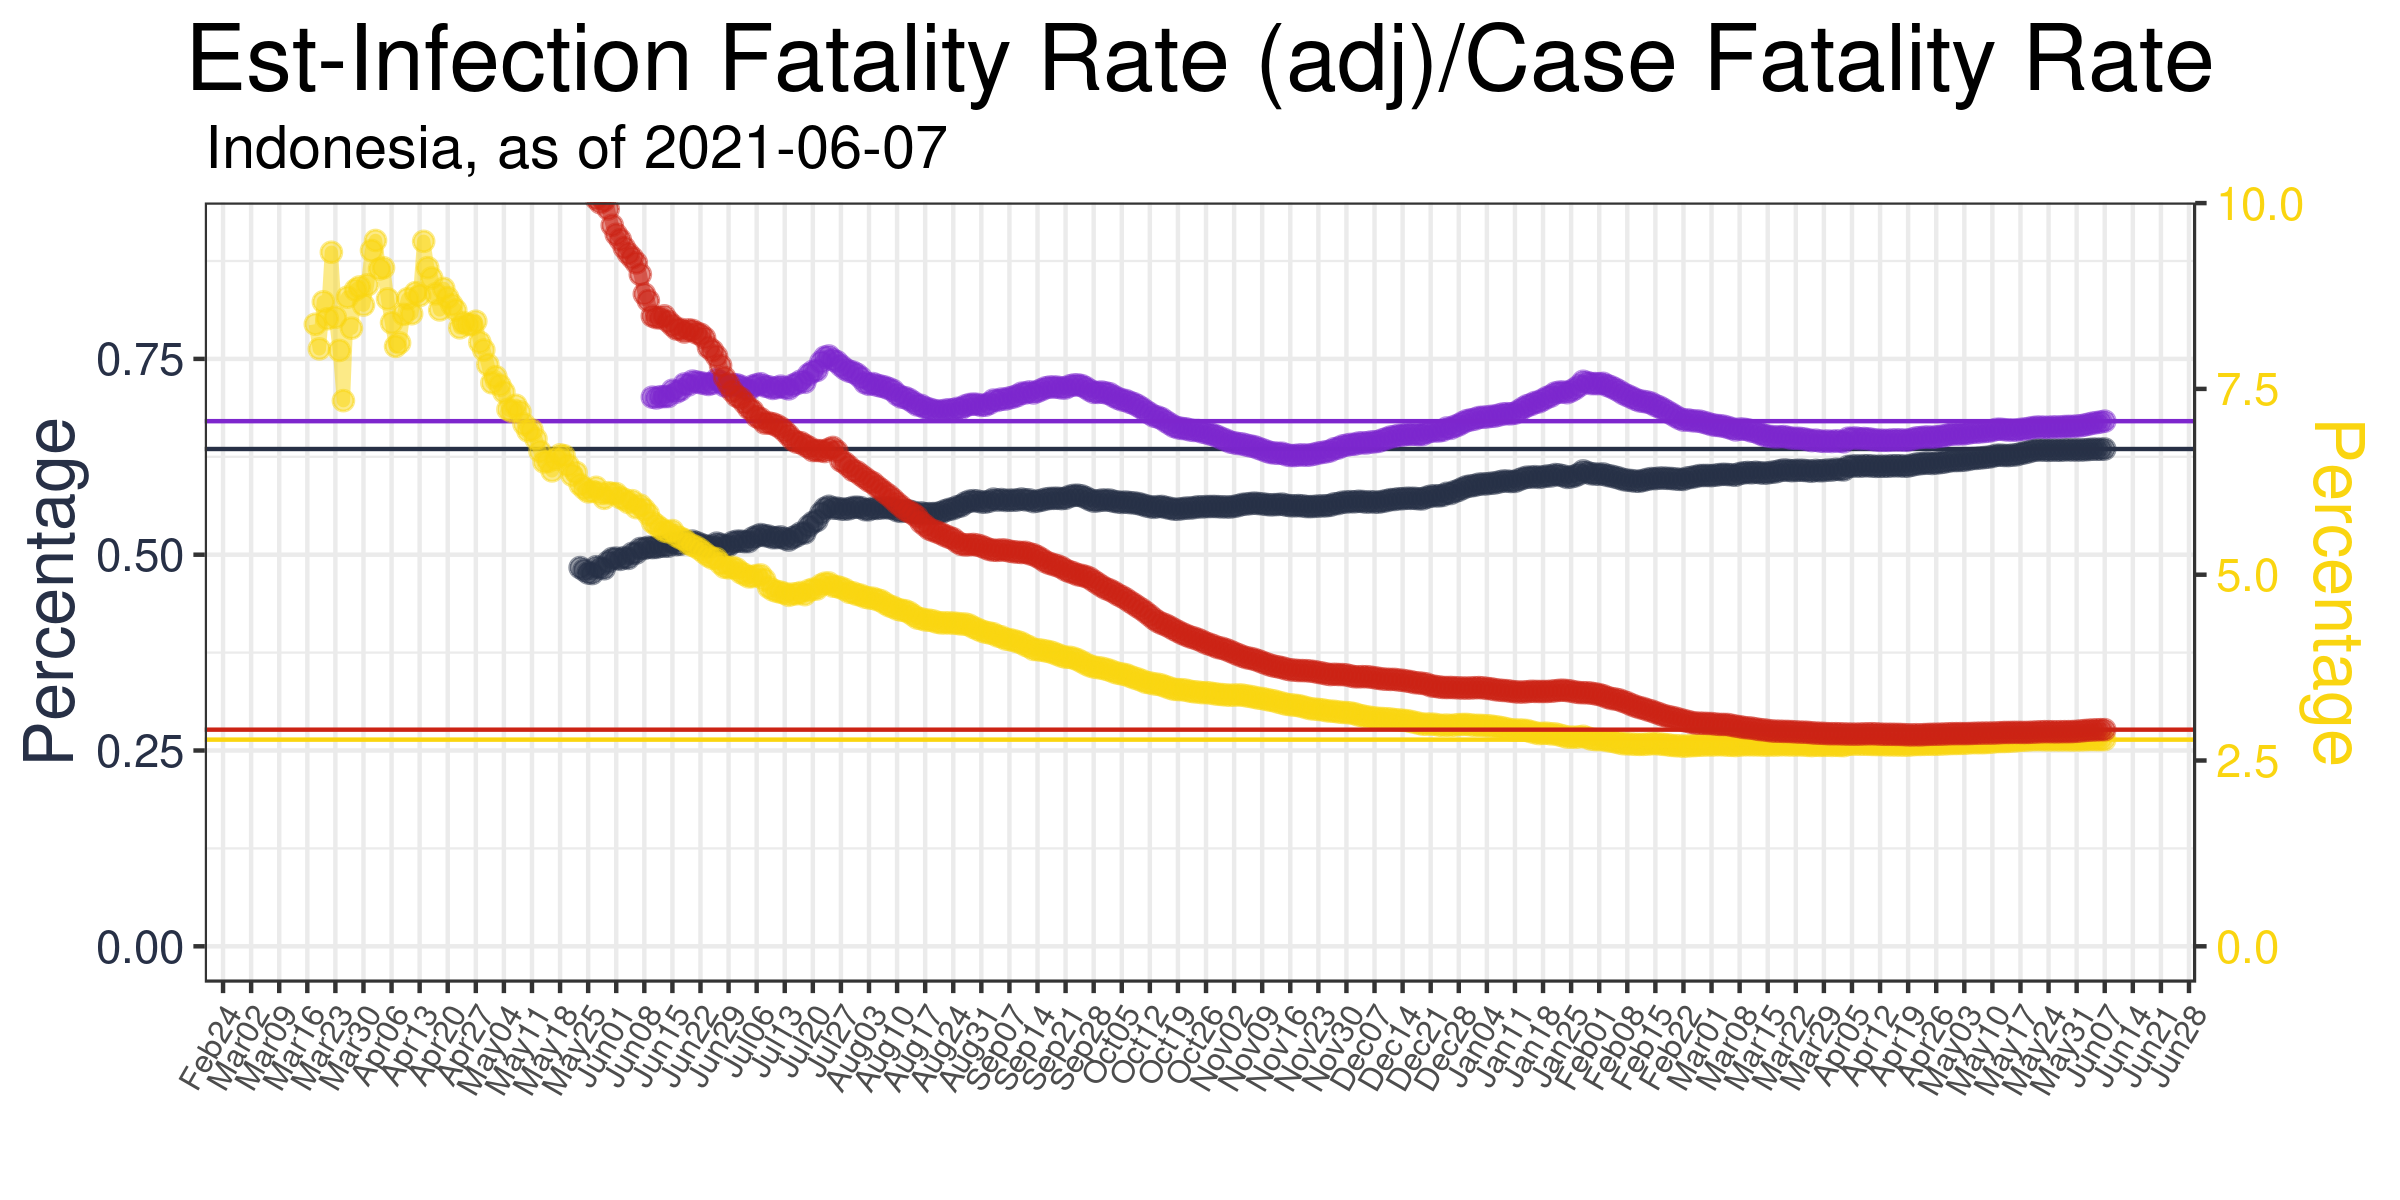 Est-Infection Fatality Rate (adj)/Case Fatality Rate
Indonesia, as of 2021-06-07
10.0
0.75
7.5
Percentage
Percentage
0.50
5.0
0.25
2.5
0.00
0.0
Feb24
Mar02
Mar09
Mar16
Mar23
Mar30
Apr06
Apr13
Apr20
Apr27
May04
May11
May18
May25
Jun01
Jun08
Jun15
Jun22
Jun29
Jul06
Jul13
Jul20
Jul27
Aug03
Aug10
Aug17
Aug24
Aug31
Sep07
Sep14
Sep21
Sep28
Oct05
Oct12
Oct19
Oct26
Nov02
Nov09
Nov16
Nov23
Nov30
Dec07
Dec14
Dec21
Dec28
Jan04
Jan11
Jan18
Jan25
Feb01
Feb08
Feb15
Feb22
Mar01
Mar08
Mar15
Mar22
Mar29
Apr05
Apr12
Apr19
Apr26
May03
May10
May17
May24
May31
Jun07
Jun14
Jun21
Jun28